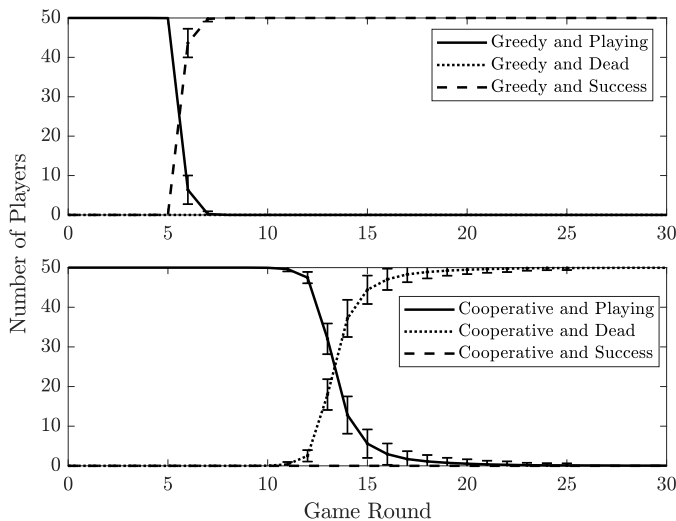 50
40
30
20
10
0
Greedy and Playing
Greedy and Dead
Greedy and Success
0 5 10 15 20 25 30
Number of Players
50
40
30
20
10
0
Cooperative and Playing
Cooperative and Dead
Cooperative and Success
0 5 10 15 20 25 30
Game Round